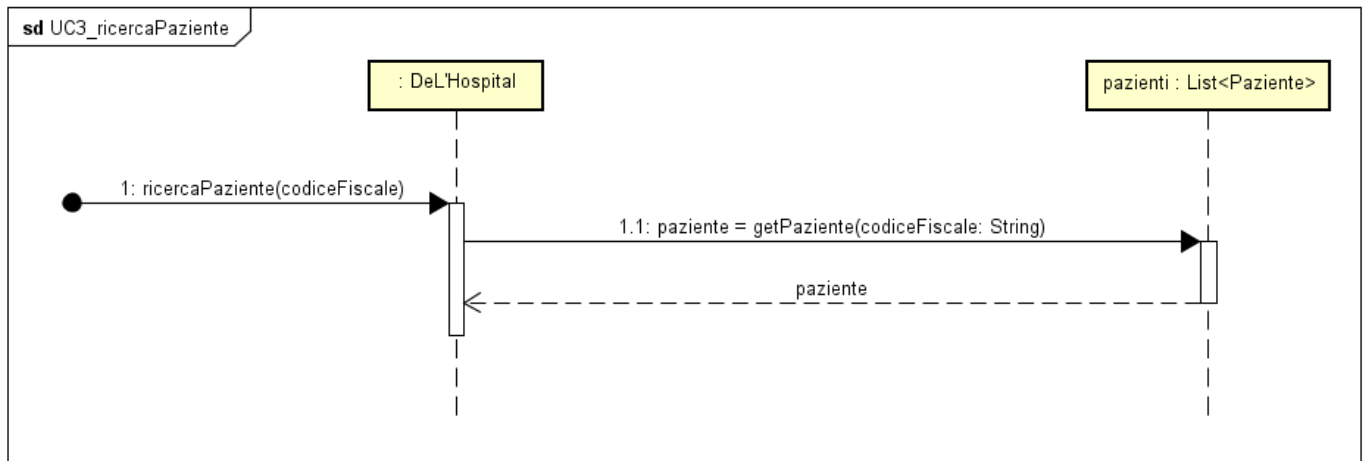 sd UC3_ricercaPaziente
: DeL'Hospital
pazienti : List<Paziente>
1: ricercaPaziente(codiceFiscale)
1.1: paziente = getPaziente(codiceFiscale: String)
paziente